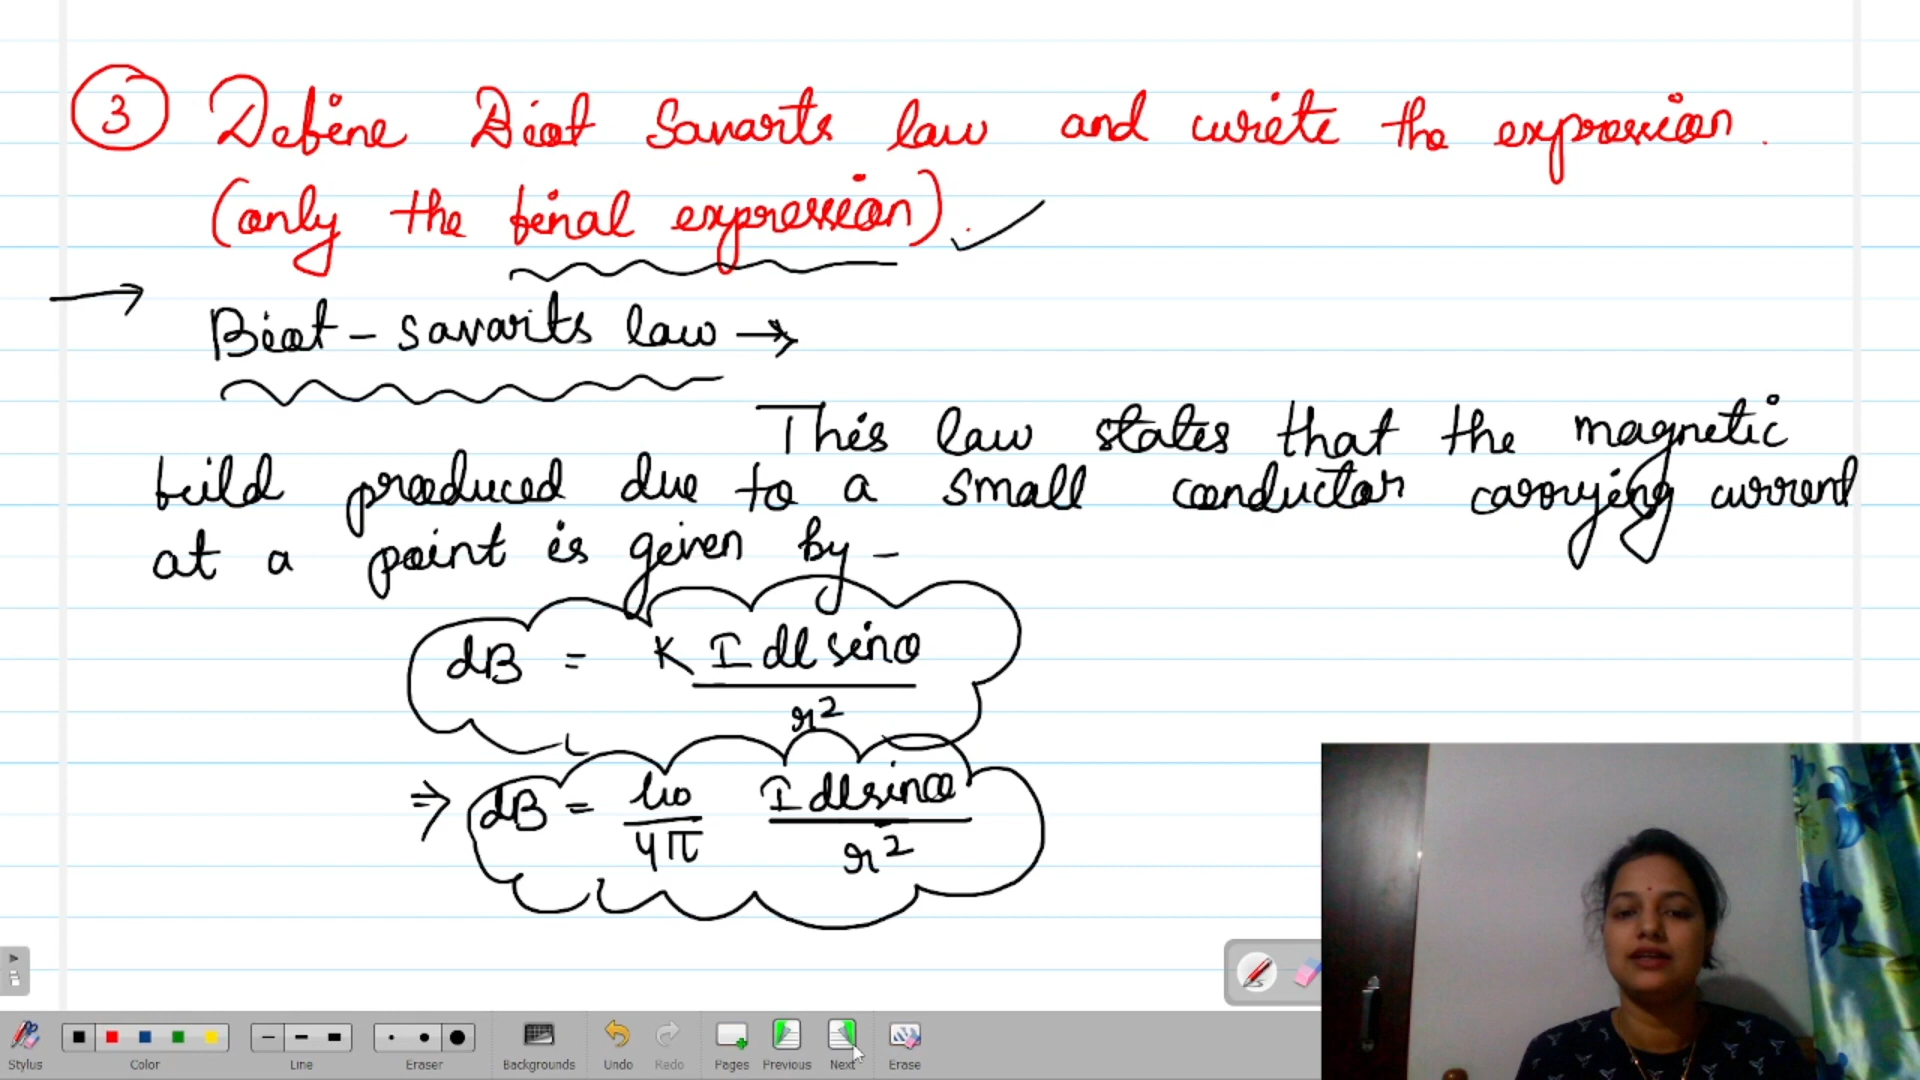 3 Define Biot Savarts law and write the expression.
(only the final expression).
Biot-savarts law →
This law states that the magnetic
feild produced due to a small conductor carrying current
at a point is given by -
dB = K I dl sinθ / r²
⇒ dB = μ₀/4π I dl sinθ / r²
Stylus Color Line Eraser Backgrounds Undo Redo Pages Previous Next Erase